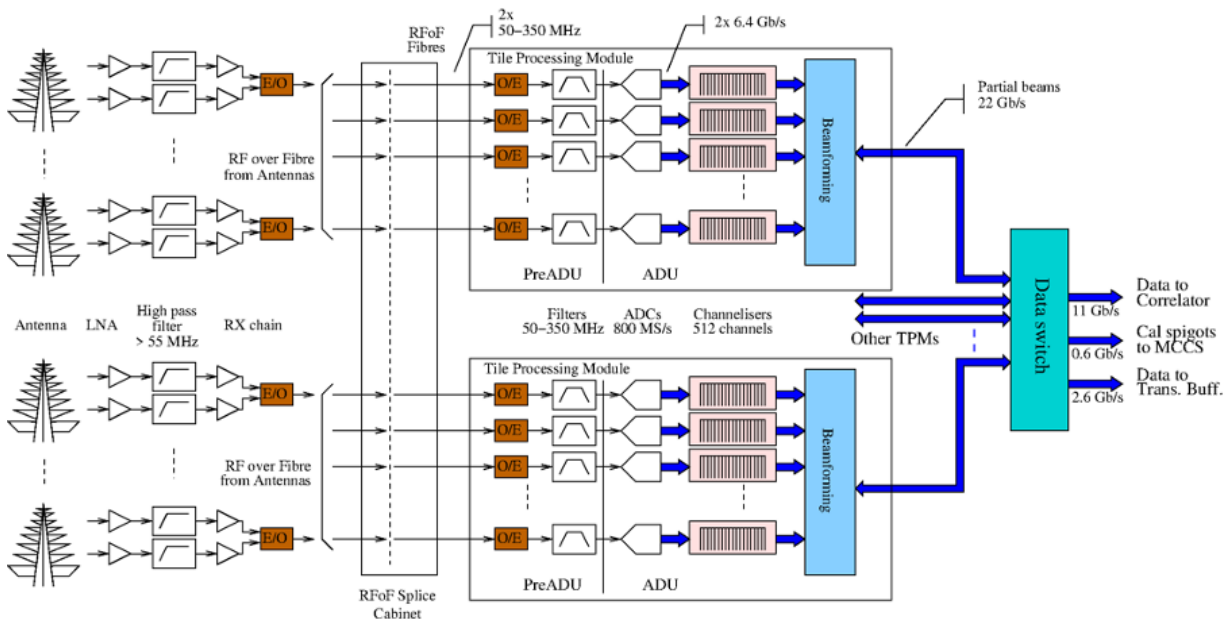 2x
50–350 MHz
2x 6.4 Gb/s
RFoF
Fibres
Tile Processing Module
Partial beams
22 Gb/s
E/O
O/E
O/E
O/E
RF over Fibre
from Antennas
E/O
O/E
Beamforming
PreADU
ADU
Antenna
LNA
High pass
filter
> 55 MHz
RX chain
Filters
50–350 MHz
ADCs
800 MS/s
Channelisers
512 channels
Other TPMs
Data switch
Data to
Correlator
11 Gb/s
Cal spigots
to MCCS
0.6 Gb/s
Data to
Trans. Buff.
2.6 Gb/s
Tile Processing Module
E/O
O/E
O/E
O/E
RF over Fibre
from Antennas
E/O
O/E
Beamforming
PreADU
ADU
RFoF Splice
Cabinet